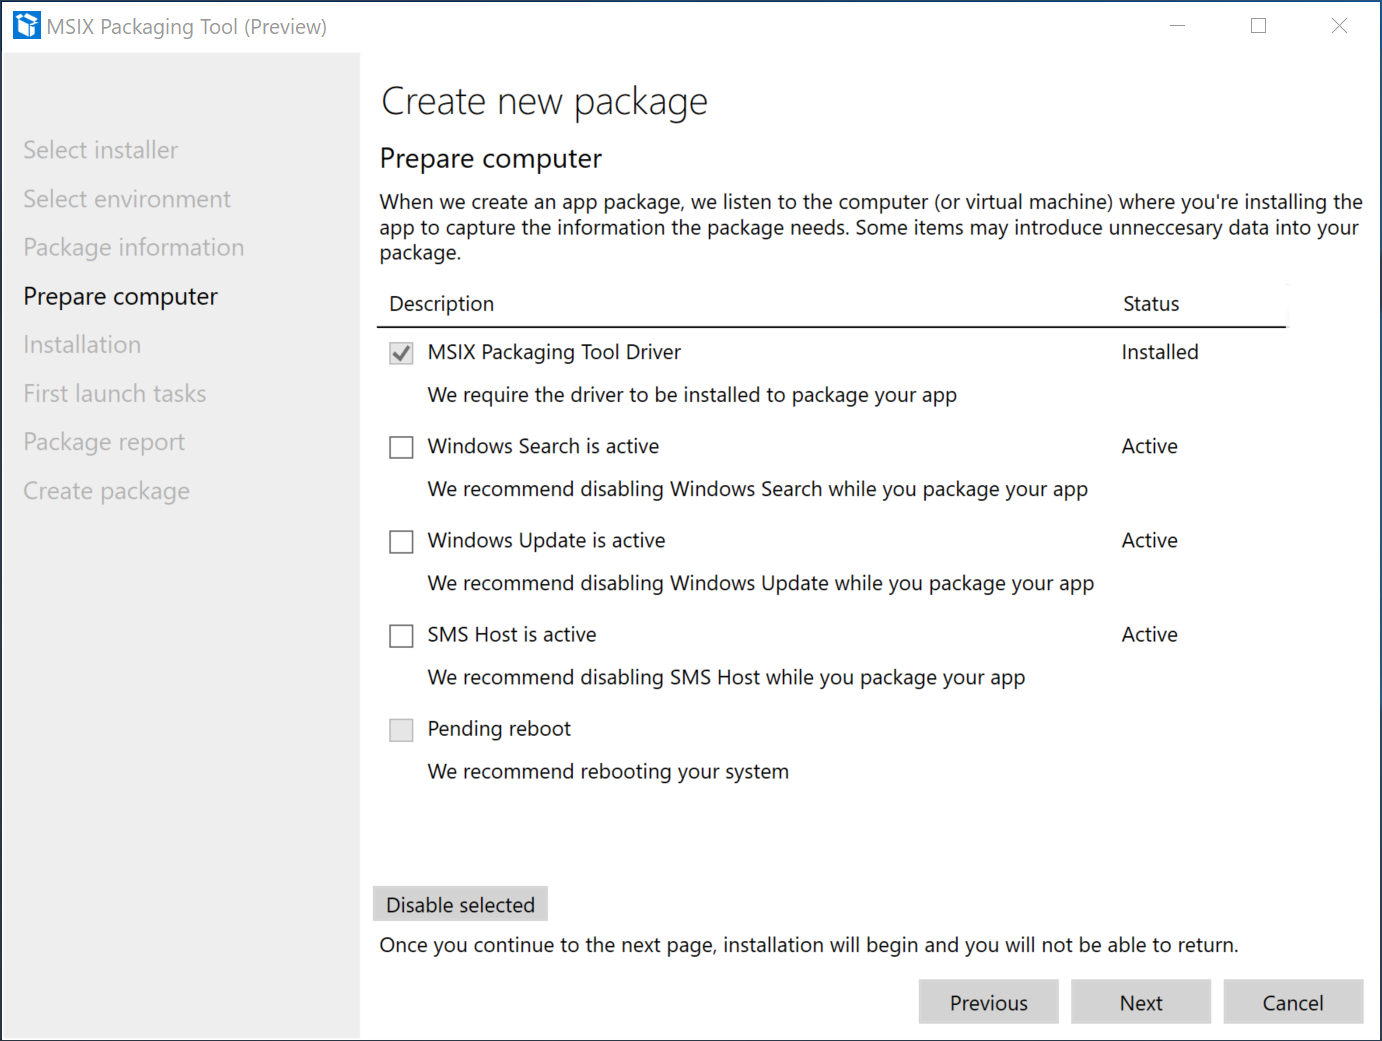 MSIX Packaging Tool (Preview)
Select installer
Select environment
Package information
Prepare computer
Installation
First launch tasks
Package report
Create package
Create new package
Prepare computer
When we create an app package, we listen to the computer (or virtual machine) where you're installing the
app to capture the information the package needs. Some items may introduce unneccesary data into your
package.
Description Status
MSIX Packaging Tool Driver Installed
We require the driver to be installed to package your app
Windows Search is active Active
We recommend disabling Windows Search while you package your app
Windows Update is active Active
We recommend disabling Windows Update while you package your app
SMS Host is active Active
We recommend disabling SMS Host while you package your app
Pending reboot
We recommend rebooting your system
Disable selected
Once you continue to the next page, installation will begin and you will not be able to return.
Previous Next Cancel